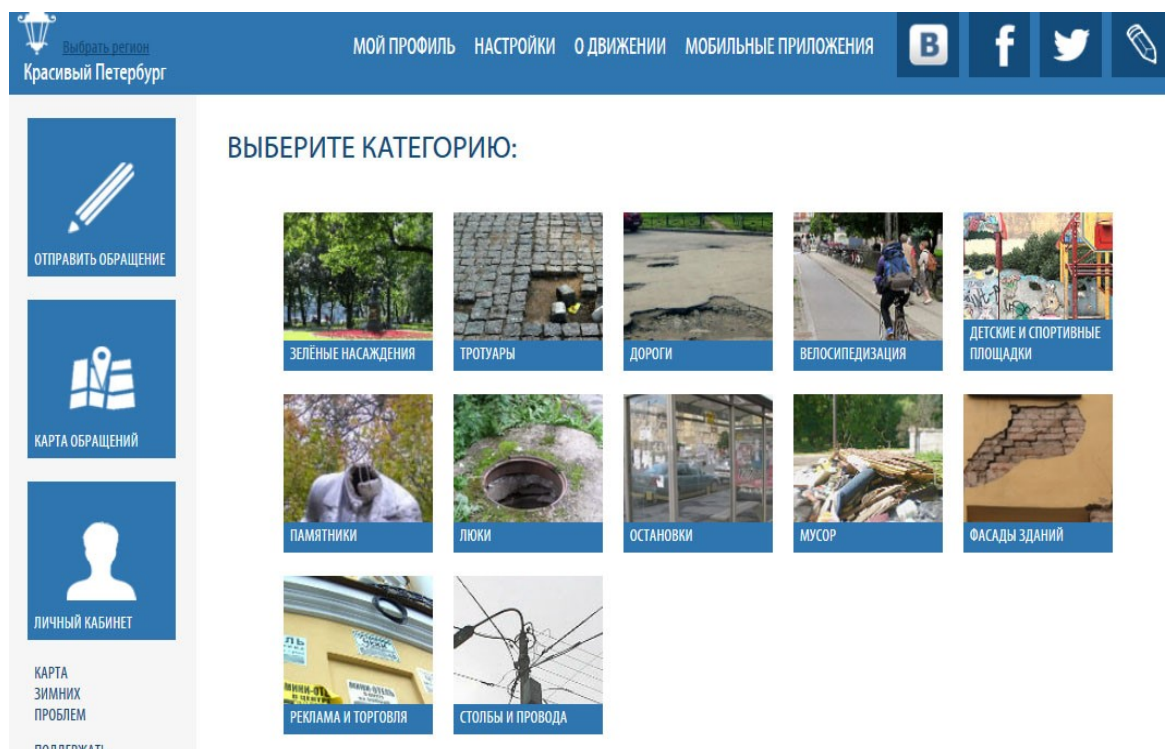 Выбрать регион
Красивый Петербург
МОЙ ПРОФИЛЬ НАСТРОЙКИ О ДВИЖЕНИИ МОБИЛЬНЫЕ ПРИЛОЖЕНИЯ
В f
ОТПРАВИТЬ ОБРАЩЕНИЕ
КАРТА ОБРАЩЕНИЙ
ЛИЧНЫЙ КАБИНЕТ
КАРТА
ЗИМНИХ
ПРОБЛЕМ
ПОДДЕРЖАТЬ
ВЫБЕРИТЕ КАТЕГОРИЮ:
ЗЕЛЁНЫЕ НАСАЖДЕНИЯ
ТРОТУАРЫ
ДОРОГИ
ВЕЛОСИПЕДИЗАЦИЯ
ДЕТСКИЕ И СПОРТИВНЫЕ
ПЛОЩАДКИ
ПАМЯТНИКИ
ЛЮКИ
ОСТАНОВКИ
МУСОР
ФАСАДЫ ЗДАНИЙ
РЕКЛАМА И ТОРГОВЛЯ
СТОЛБЫ И ПРОВОДА